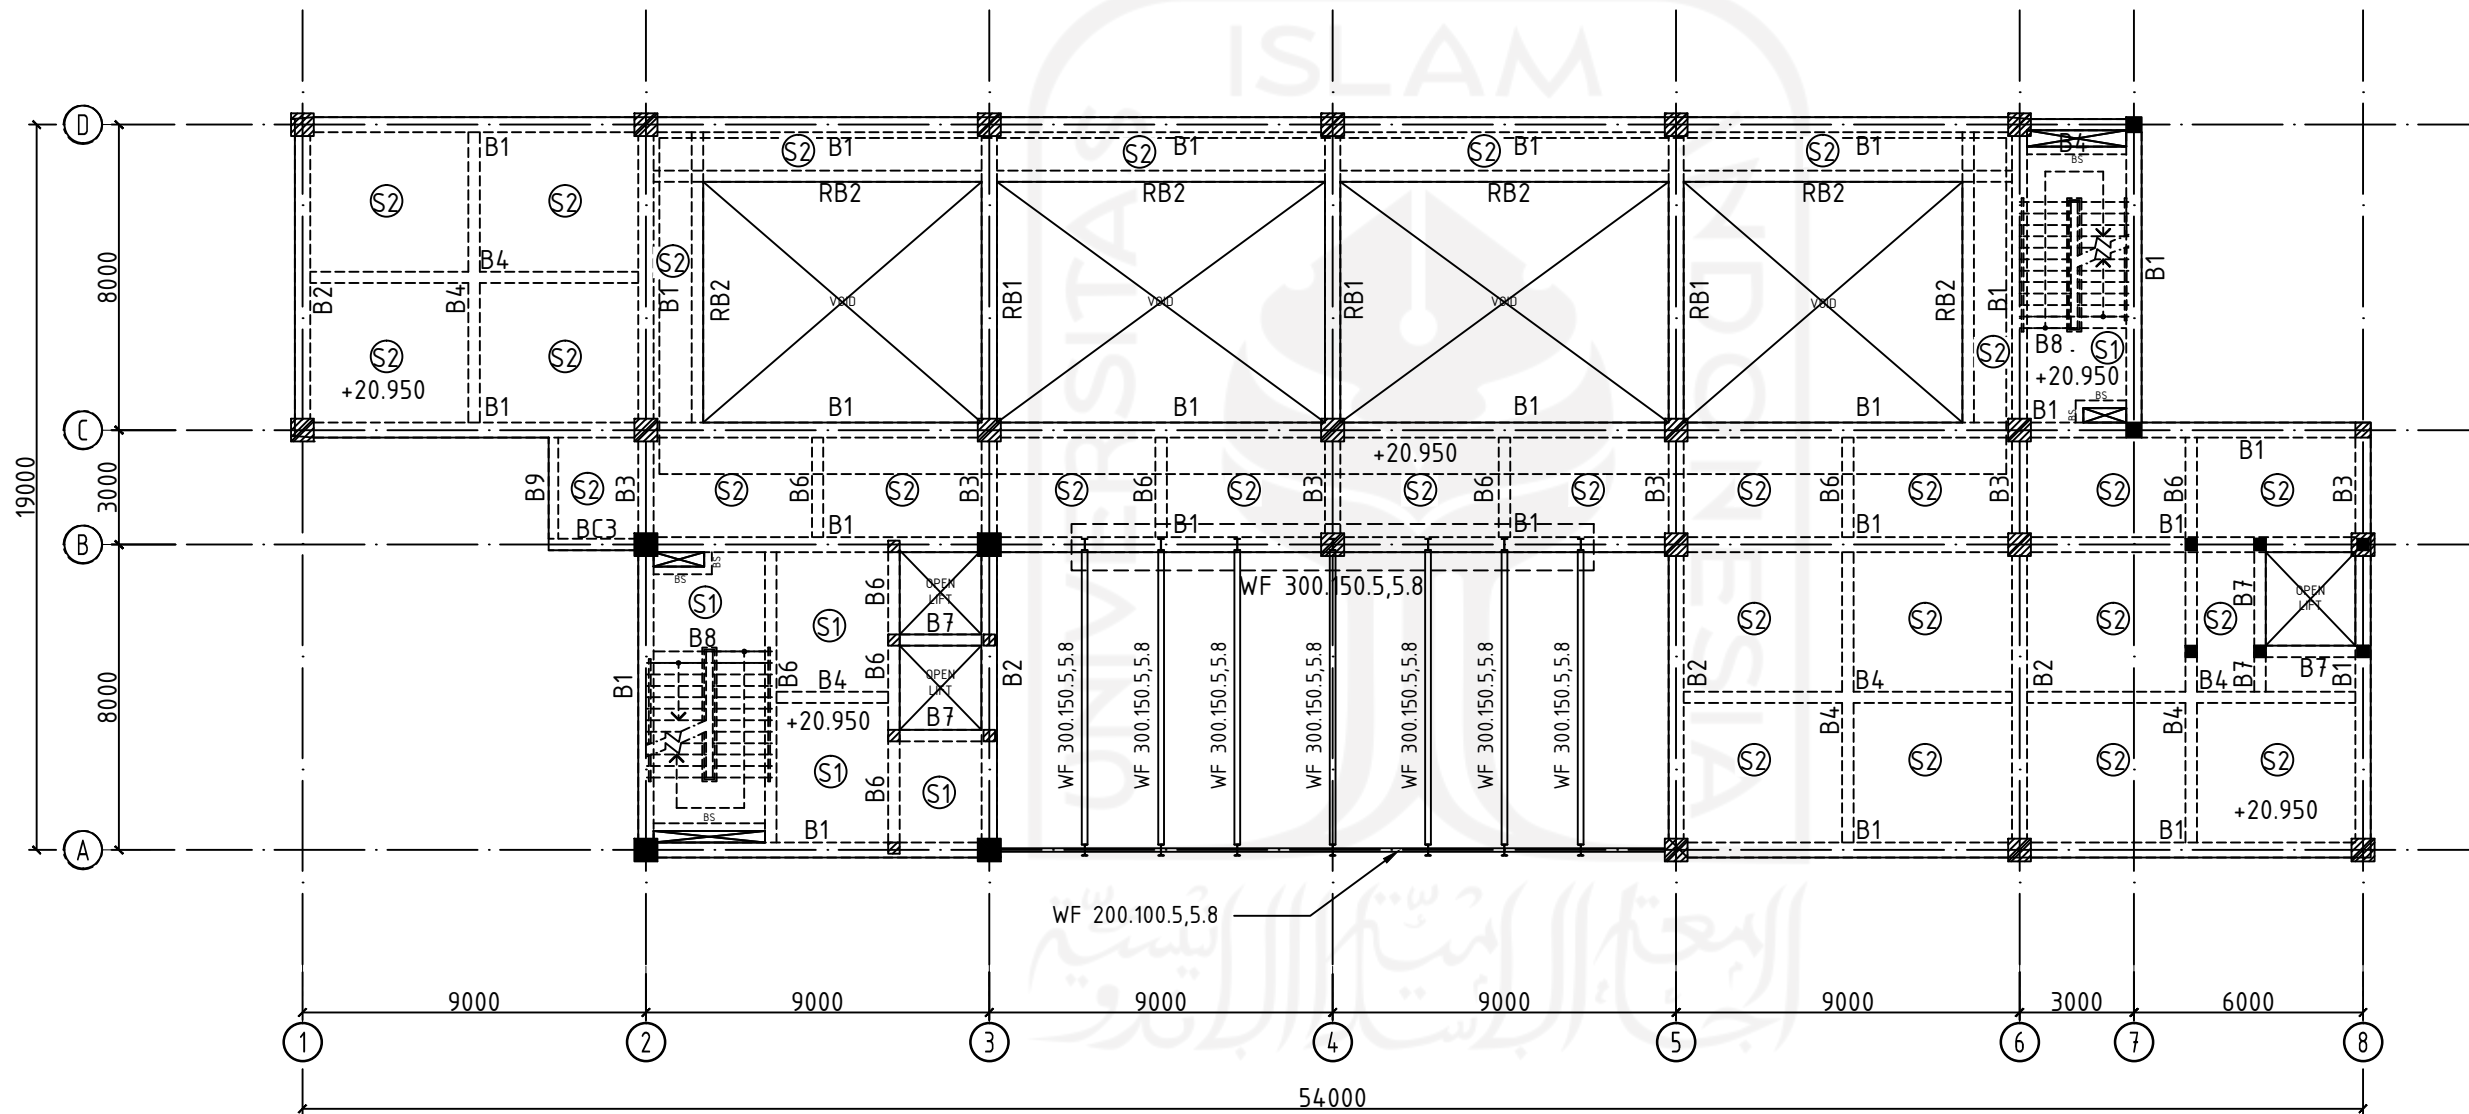 ISLAM
UNIVERSITAS
INDONESIA
D
C
B
A
8000
3000
8000
19000
B1
S2 B1
S2 B1
S2 B1
S2 B1
B4
BS
S2
S2
RB2
RB2
RB2
RB2
B4
S2
B2
B4
B1
RB2
VOID
RB1
VOID
RB1
VOID
RB1
VOID
RB2
B1
B1
S2
S2
S2
B8
S1
+20.950
+20.950
BS
BS
B1
B1
B1
B1
B1
B1
B1
+20.950
B1
B9
S2
B3
S2
B6
S2
B3
S2
B6
S2
B3
S2
B6
S2
B3
S2
B6
S2
B3
S2
B6
S2
B3
BC3
B1
B1
B1
B1
B1
BS
BS
S1
B6
OPEN
LIFT
B7
WF 300.150.5,5.8
OPEN
LIFT
B7
S1
S2
S2
S2
S2
B8
B1
B6
B4
B6
OPEN
LIFT
B7
B2
WF 300.150.5,5.8
WF 300.150.5,5.8
WF 300.150.5,5.8
WF 300.150.5,5.8
WF 300.150.5,5.8
WF 300.150.5,5.8
WF 300.150.5,5.8
B2
B4
B2
B4
B7
B7
B1
+20.950
B4
B4
S1
B6
S1
S2
S2
S2
S2
+20.950
BS
B1
B1
B1
WF 200.100.5,5.8
9000
9000
9000
9000
9000
3000
6000
1
2
3
4
5
6
7
8
54000